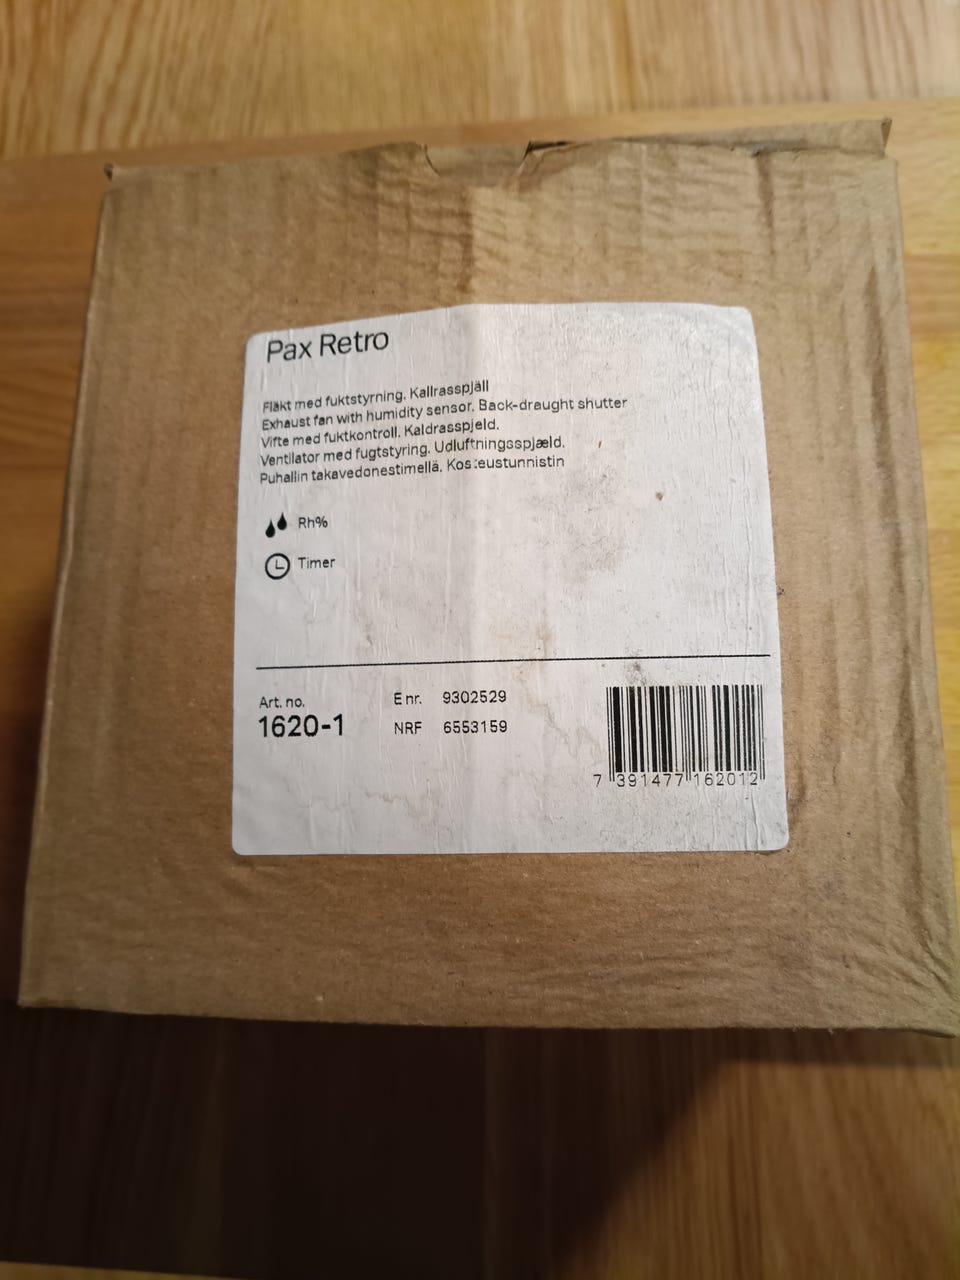 Pax Retro
Fläkt med fuktstyrning. Kallrasspjäll
Exhaust fan with humidity sensor. Back-draught shutter
Vifte med fuktkontroll. Kaldrasspjeld.
Ventilator med fugtstyring. Udluftningsspjæld.
Puhallin takavedonestimellä. Kosteustunnistin
Rh%
Timer
Art. no. E nr. 9302529
1620-1 NRF 6553159
7 391477 162012